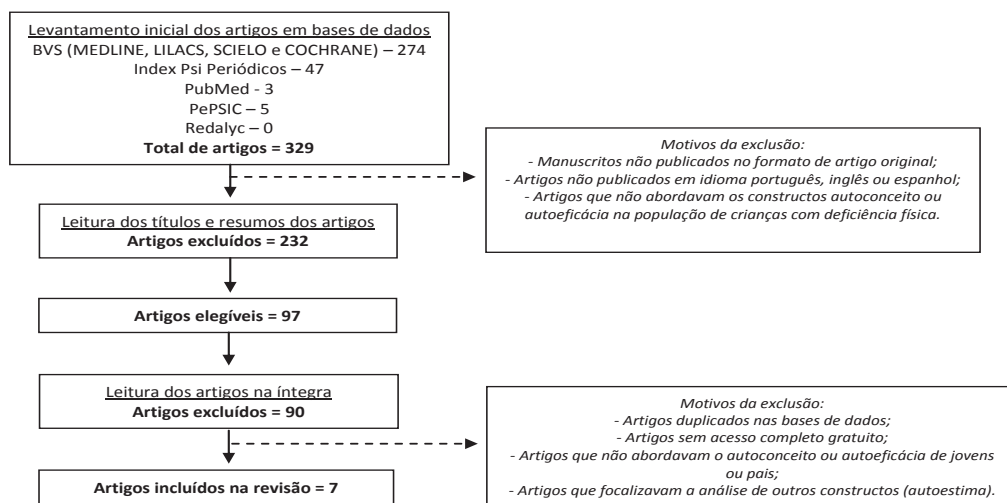 Levantamento inicial dos artigos em bases de dados
BVS (MEDLINE, LILACS, SCIELO e COCHRANE) – 274
Index Psi Periódicos – 47
PubMed - 3
PePSIC – 5
Redalyc – 0
Total de artigos = 329
Motivos da exclusão:
- Manuscritos não publicados no formato de artigo original;
- Artigos não publicados em idioma português, inglês ou espanhol;
- Artigos que não abordavam os constructos autoconceito ou
autoeficácia na população de crianças com deficiência física.
Leitura dos títulos e resumos dos artigos
Artigos excluídos = 232
Artigos elegíveis = 97
Leitura dos artigos na íntegra
Artigos excluídos = 90
Motivos da exclusão:
- Artigos duplicados nas bases de dados;
- Artigos sem acesso completo gratuito;
- Artigos que não abordavam o autoconceito ou autoeficácia de jovens
ou pais;
- Artigos que focalizavam a análise de outros constructos (autoestima).
Artigos incluídos na revisão = 7